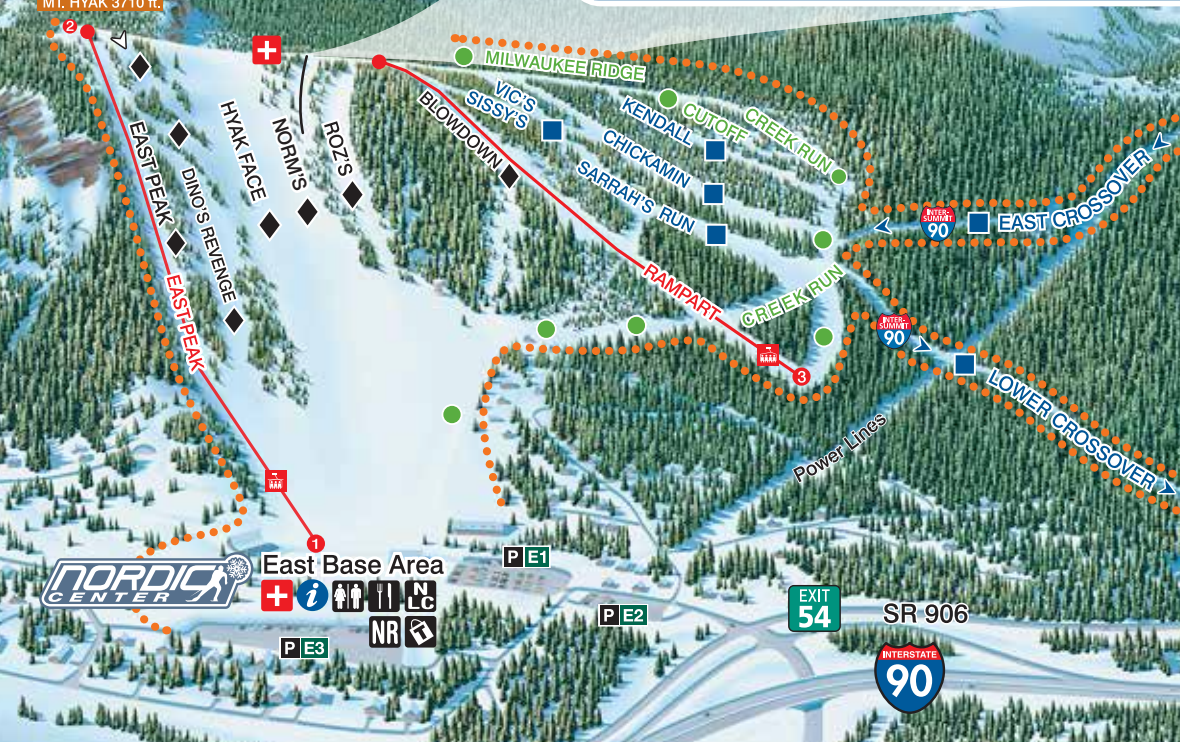 MT. HYAK 3710 ft.
2
MILWAUKEE RIDGE
VIC'S
SISSY'S
KENDALL
CUTOFF
CREEK RUN
BLOWDOWN
CHICKAMIN
SARRAH'S RUN
EAST PEAK
DINO'S REVENGE
HYAK FACE
NORM'S
ROZ'S
INTER-
SUMMIT
90
EAST CROSSOVER
EAST-PEAK
RAMPART
CREEK RUN
INTER-
SUMMIT
90
3
LOWER CROSSOVER
Power Lines
1
NORDIC
CENTER
East Base Area
i
N
LC
NR
P E1
P E2
P E3
EXIT
54
SR 906
INTERSTATE
90